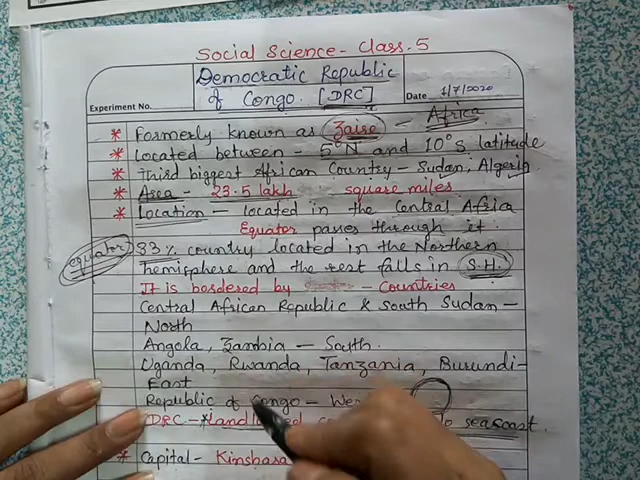 Social Science - Class.5
Democratic Republic
of Congo. [DRC]
Experiment No.
Date 1/7/2020
* Formerly known as Zaire - Africa
* Located between - 5°N and 10°S latitude
* Third biggest African Country - Sudan, Algeria
* Area - 23.5 lakh square miles
* Location - located in the Central Africa
Equator passes through it.
equator 33% country located in the Northern
hemisphere and the rest falls in S.H.
It is bordered by - Countries
Central African Republic & South Sudan -
North
Angola, Zambia - South.
Uganda, Rwanda, Tanzania, Burundi -
East
Republic of Congo -
DRC - * seacoast.
* Capital - Kinshasa